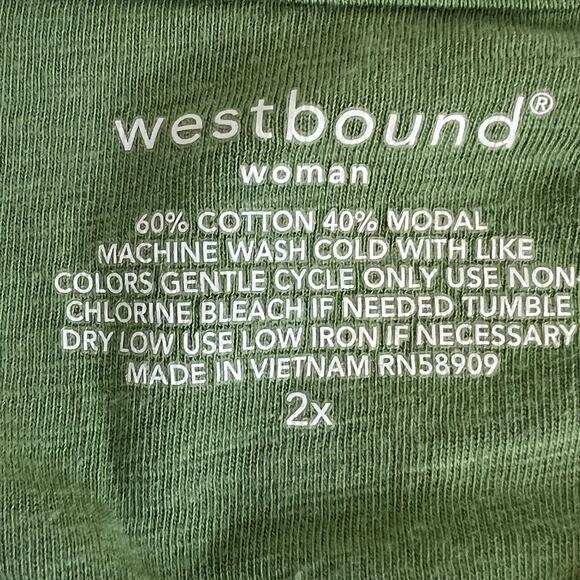 westbound®
woman
60% COTTON 40% MODAL
MACHINE WASH COLD WITH LIKE
COLORS GENTLE CYCLE ONLY USE NON
CHLORINE BLEACH IF NEEDED TUMBLE
DRY LOW USE LOW IRON IF NECESSARY
MADE IN VIETNAM RN58909
2x